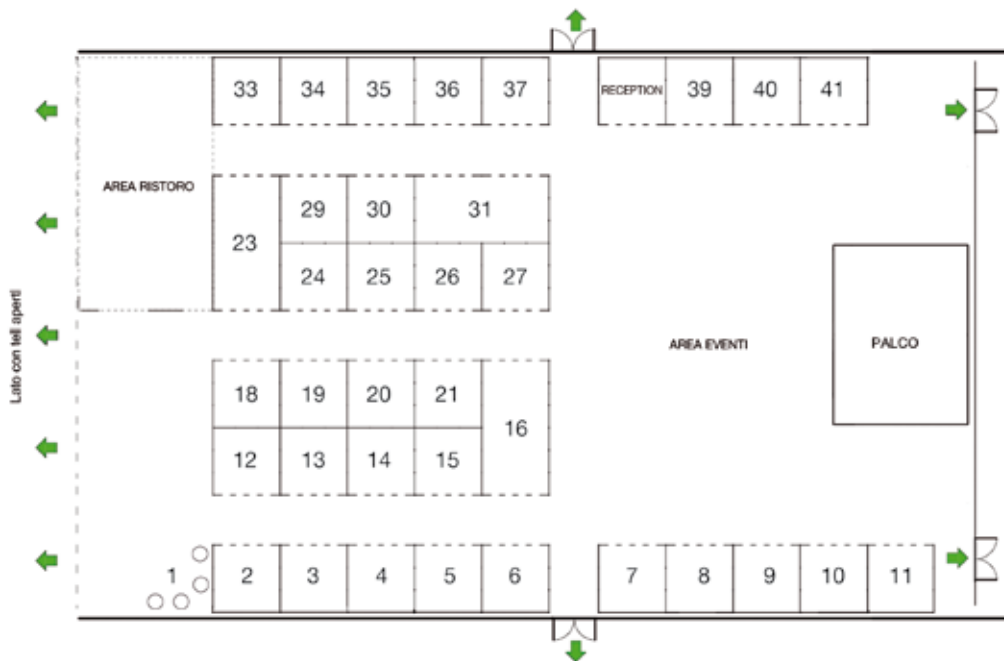 33 34 35 36 37 RECEPTION 39 40 41
AREA RISTORO
29 30 31
23
24 25 26 27
Lato con teli aperti
AREA EVENTI
PALCO
18 19 20 21
16
12 13 14 15
1 2 3 4 5 6 7 8 9 10 11